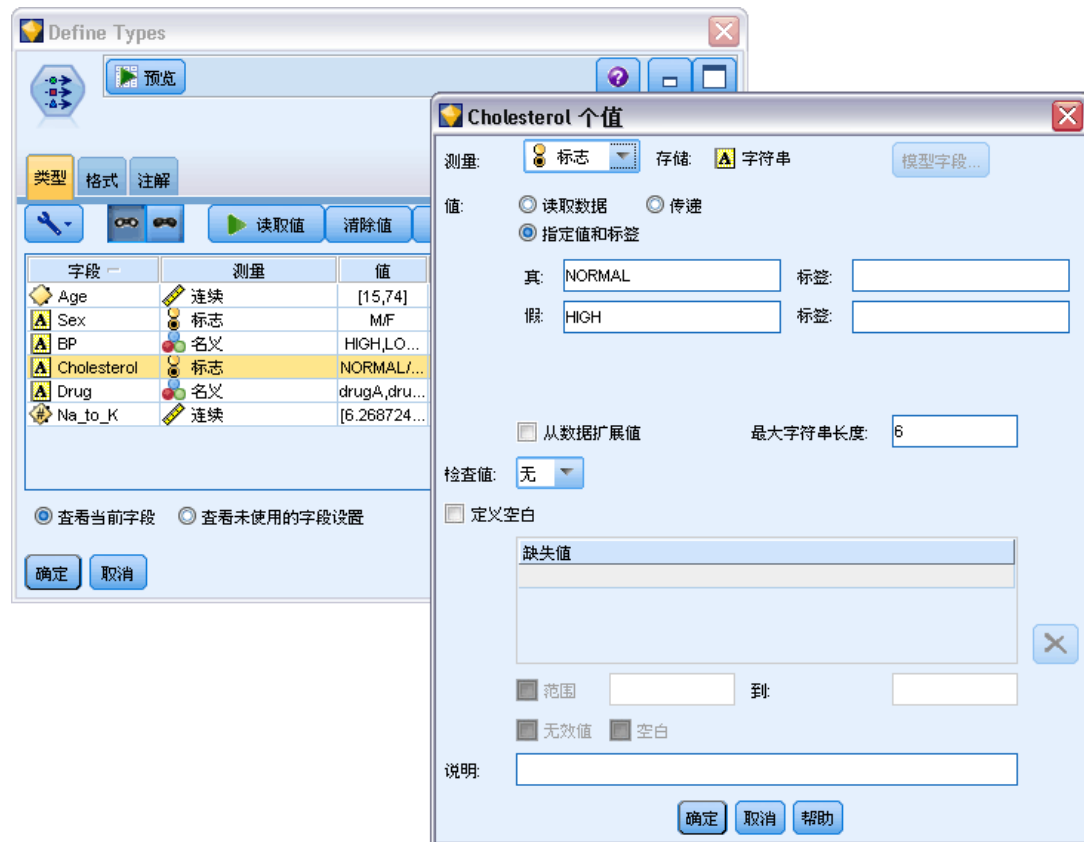 Define Types
预览
类型 格式 注解
读取值 清除值
字段 测量 值
Age 连续 [15,74]
Sex 标志 M/F
BP 名义 HIGH,LO...
Cholesterol 标志 NORMAL/...
Drug 名义 drugA,dru...
Na_to_K 连续 [6.268724...
查看当前字段 查看未使用的字段设置
确定 取消
Cholesterol 个值
测量: 标志 存储: A 字符串 模型字段...
值: 读取数据 传递
指定值和标签
真: NORMAL 标签:
假: HIGH 标签:
从数据扩展值 最大字符串长度: 6
检查值: 无
定义空白
缺失值
范围 到:
无效值 空白
说明:
确定 取消 帮助